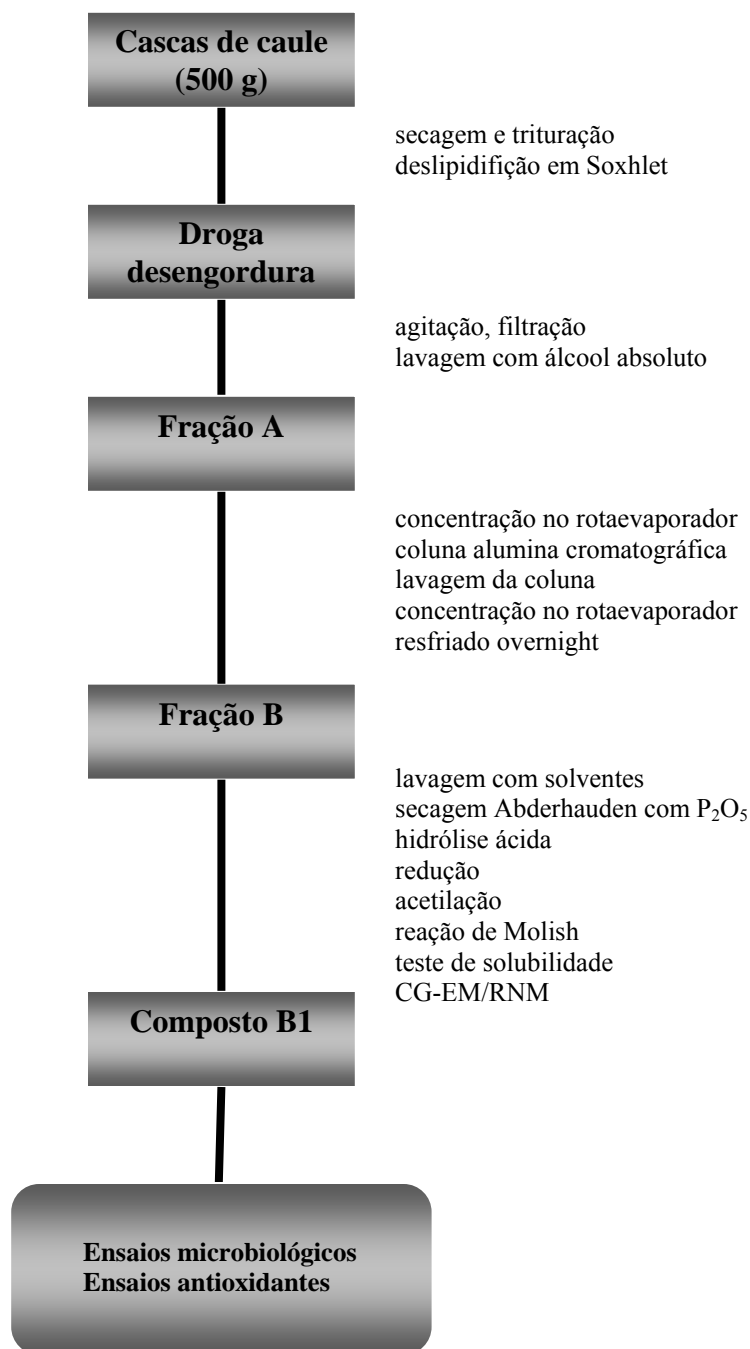 Cascas de caule
(500 g)
secagem e trituração
deslipidifição em Soxhlet
Droga
desengordura
agitação, filtração
lavagem com álcool absoluto
Fração A
concentração no rotaevaporador
coluna alumina cromatográfica
lavagem da coluna
concentração no rotaevaporador
resfriado overnight
Fração B
lavagem com solventes
secagem Abderhauden com P₂O₅
hidrólise ácida
redução
acetilação
reação de Molish
teste de solubilidade
CG-EM/RNM
Composto B1
Ensaios microbiológicos
Ensaios antioxidantes